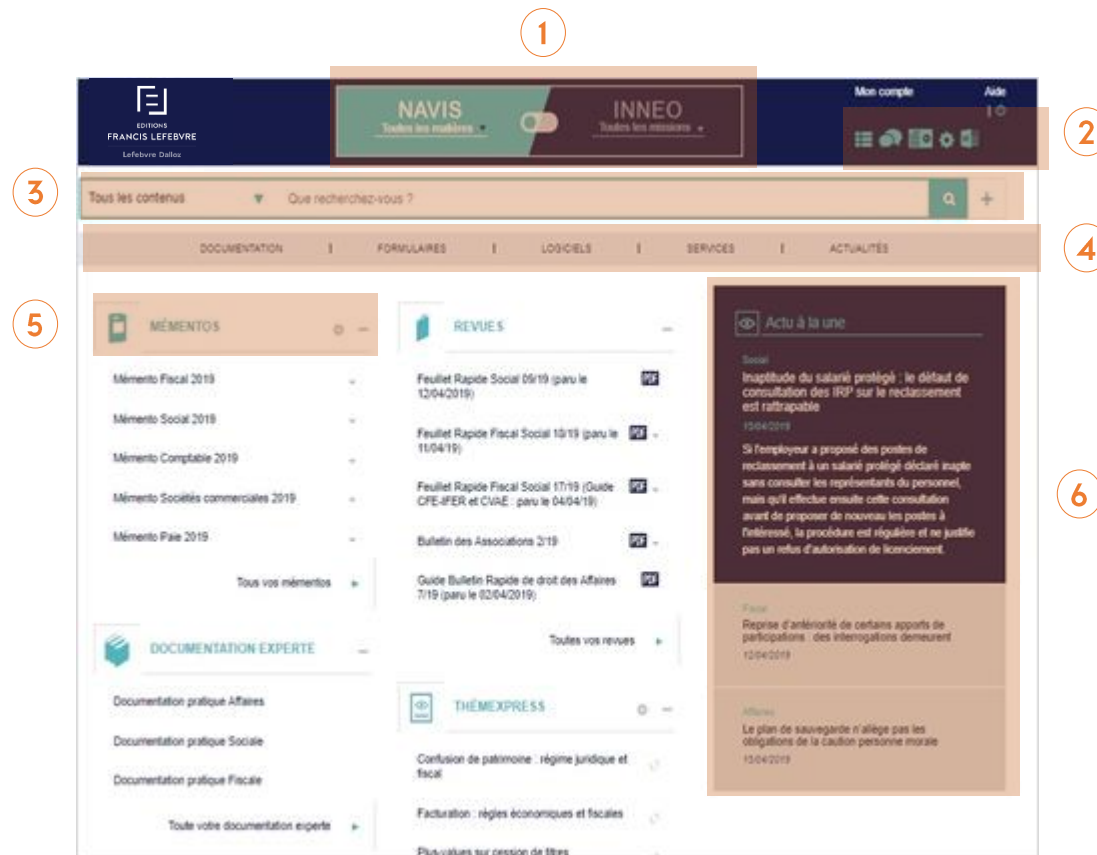 1
EDITIONS
FRANCIS LEFEBVRE
Lefebvre Dalloz
NAVIS
Toutes les matières
INNEO
Toutes les missions
Mon compte
Aide
2
3
Tous les contenus
Que recherchez-vous ?
+
DOCUMENTATION | FORMULAIRES | LOGICIELS | SERVICES | ACTUALITÉS
4
5
MÉMENTOS
Mémento Fiscal 2019
Mémento Social 2019
Mémento Comptable 2019
Mémento Sociétés commerciales 2019
Mémento Paie 2019
Tous vos mémentos
DOCUMENTATION EXPERTE
Documentation pratique Affaires
Documentation pratique Sociale
Documentation pratique Fiscale
Toute votre documentation experte
REVUES
Feuillet Rapide Social 09/19 (paru le
12/04/2019)
PDF
Feuillet Rapide Fiscal Social 18/19 (paru le
11/04/19)
PDF
Feuillet Rapide Fiscal Social 17/19 (Guide
CFE-IFER et CVAE : paru le 04/04/19)
PDF
Bulletin des Associations 2/19
PDF
Guide Bulletin Rapide de droit des Affaires
7/19 (paru le 02/04/2019)
PDF
Toutes vos revues
THÉMEXPRESS
Confusion de patrimoine : régime juridique et
fiscal
Facturation : règles économiques et fiscales
Plus-values sur cession de titres
Actu à la une
Social
Inaptitude du salarié protégé : le défaut de
consultation des IRP sur le reclassement
est rattrapable
15/04/2019
Si l'employeur a proposé des postes de
reclassement à un salarié protégé déclaré inapte
sans consulter les représentants du personnel,
mais qu'il effectue ensuite cette consultation
avant de proposer de nouveau les postes à
l'intéressé, la procédure est régulière et ne justifie
pas un refus d'autorisation de licenciement.
Fiscal
Reprise d'antériorité de certains apports de
participations : des interrogations demeurent
12/04/2019
Affaires
Le plan de sauvegarde n'allège pas les
obligations de la caution personne morale
15/04/2019
6